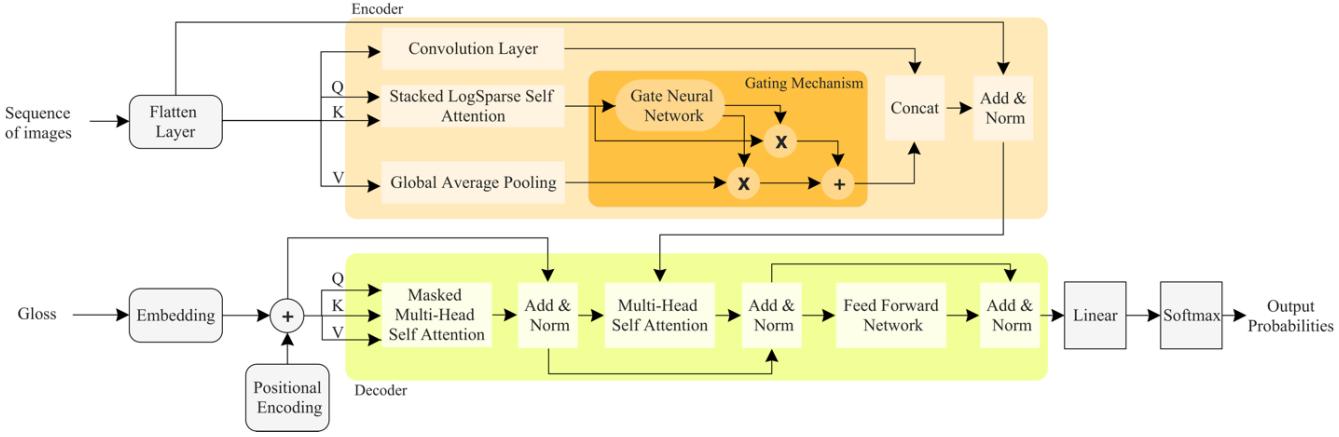 Encoder
Sequence
of images
Flatten
Layer
Q
K
V
Convolution Layer
Stacked LogSparse Self
Attention
Global Average Pooling
Gating Mechanism
Gate Neural
Network
X
X
+
Concat
Add &
Norm
Gloss
Embedding
+
Positional
Encoding
Q
K
V
Masked
Multi-Head
Self Attention
Add &
Norm
Multi-Head
Self Attention
Add &
Norm
Feed Forward
Network
Add &
Norm
Linear
Softmax
Output
Probabilities
Decoder